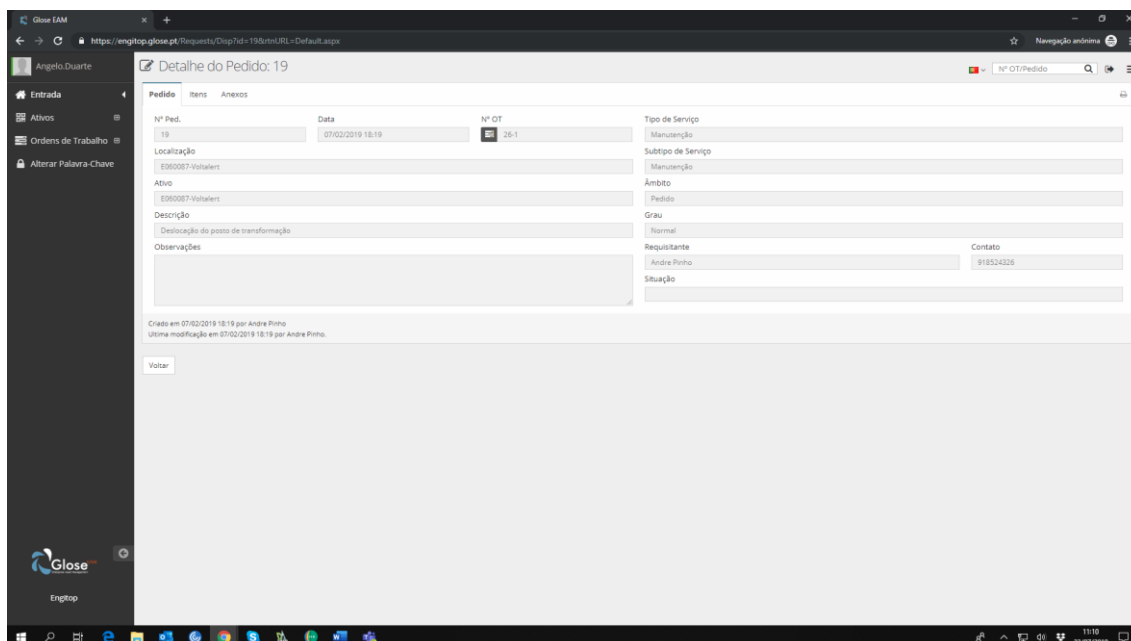 Glose EAM
https://engitop.glose.pt/Requests/Disp?id=19&rtnURL=Default.aspx
Navegação anónima
Angelo.Duarte
Detalhe do Pedido: 19
Nº OT/Pedido
Entrada
Ativos
Ordens de Trabalho
Alterar Palavra-Chave
Pedido Itens Anexos
Nº Ped. Data Nº OT Tipo de Serviço
19 07/02/2019 18:19 26-1 Manutenção
Localização Subtipo de Serviço
E060087-Voltalert Manutenção
Ativo Âmbito
E060087-Voltalert Pedido
Descrição Grau
Deslocação do posto de transformação Normal
Observações Requisitante Contato
Andre Pinho 918524326
Situação
Criado em 07/02/2019 18:19 por Andre Pinho
Ultima modificação em 07/02/2019 18:19 por Andre Pinho.
Voltar
Glose
Engitop
11:10